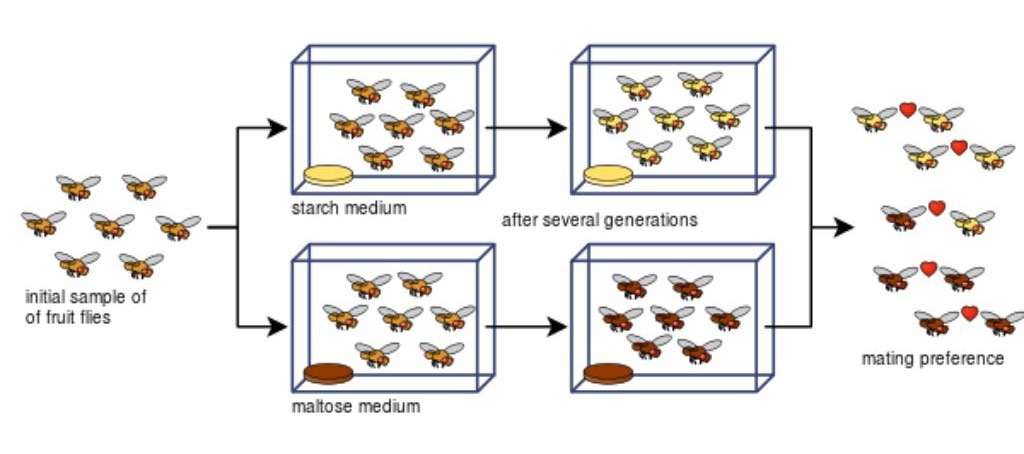 starch medium
after several generations
initial sample of
of fruit flies
mating preference
maltose medium